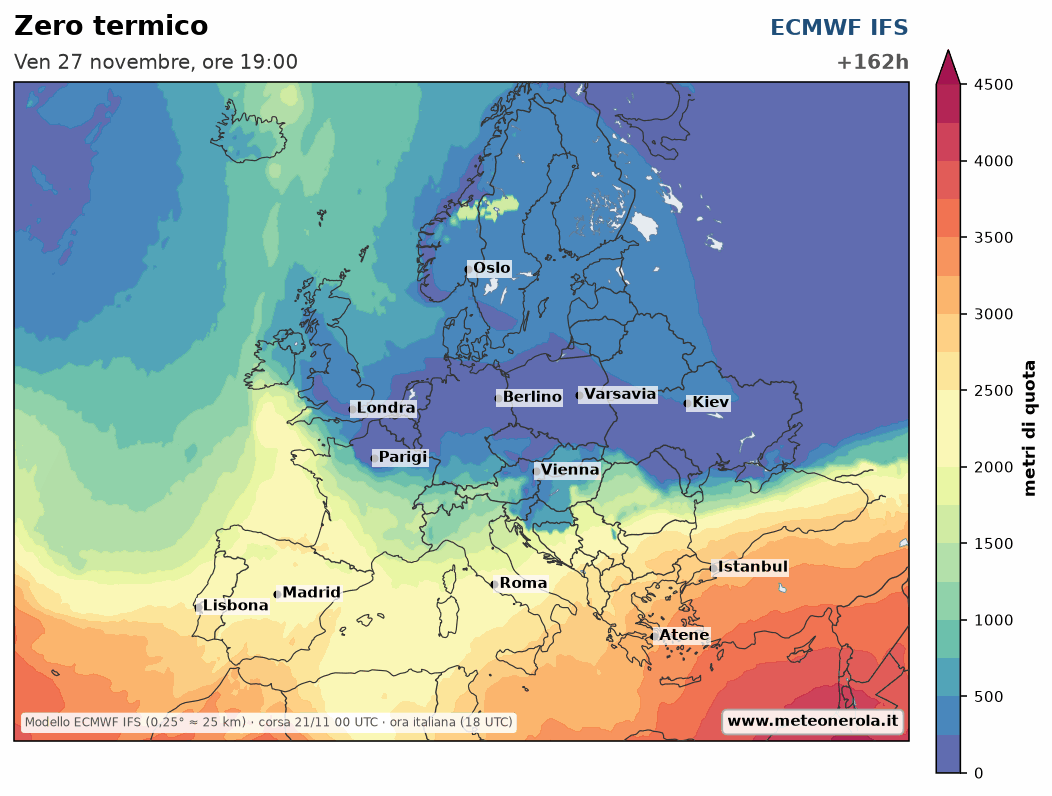 Zero termico
ECMWF IFS
Ven 27 novembre, ore 19:00
+162h
4500
4000
3500
3000
2500
2000
1500
1000
500
0
metri di quota
Oslo
Londra
Berlino
Varsavia
Kiev
Parigi
Vienna
Istanbul
Roma
Madrid
Lisbona
Atene
Modello ECMWF IFS (0,25° ≈ 25 km) · corsa 21/11 00 UTC · ora italiana (18 UTC)
www.meteonerola.it